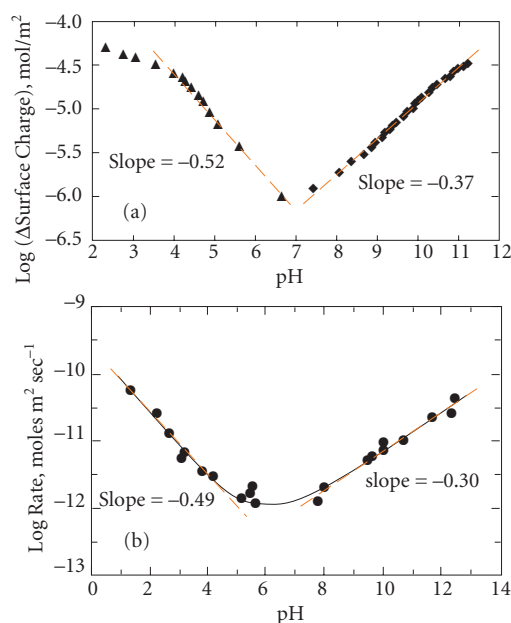 Log (ΔSurface Charge), mol/m²
−4.0
−4.5
−5.0
−5.5
−6.0
−6.5
Slope = −0.52
Slope = −0.37
(a)
2 3 4 5 6 7 8 9 10 11 12 13
pH
Log Rate, moles m² sec⁻¹
−9
−10
−11
−12
−13
Slope = −0.49
slope = −0.30
(b)
0 2 4 6 8 10 12 14
pH